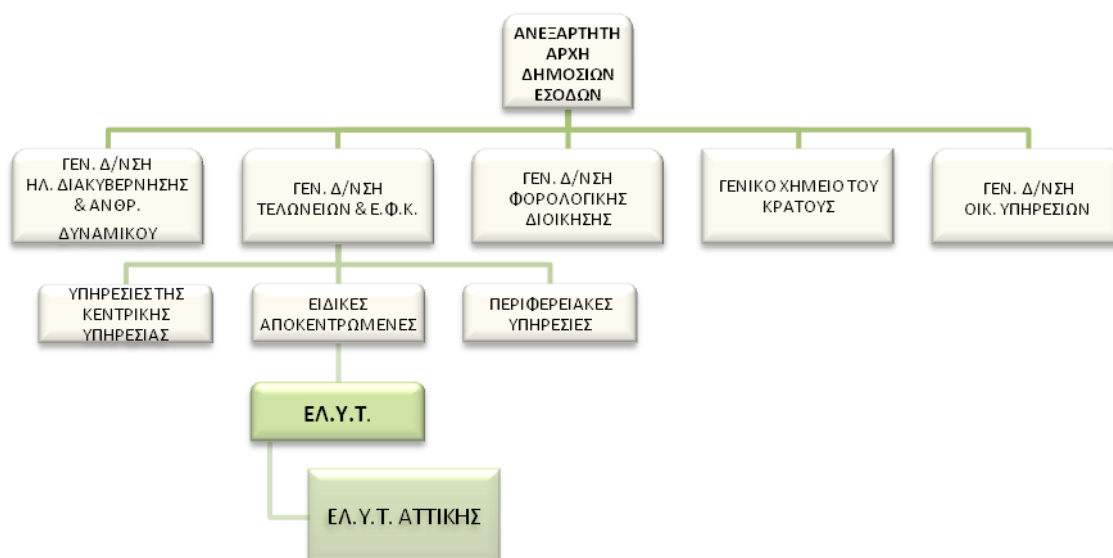 ΑΝΕΞΑΡΤΗΤΗ
ΑΡΧΗ
ΔΗΜΟΣΙΩΝ
ΕΣΟΔΩΝ
ΓΕΝ. Δ/ΝΣΗ
ΗΛ. ΔΙΑΚΥΒΕΡΝΗΣΗΣ
& ΑΝΘΡ.
ΔΥΝΑΜΙΚΟΥ
ΓΕΝ. Δ/ΝΣΗ
ΤΕΛΩΝΕΙΩΝ & Ε.Φ.Κ.
ΓΕΝ. Δ/ΝΣΗ
ΦΟΡΟΛΟΓΙΚΗΣ
ΔΙΟΙΚΗΣΗΣ
ΓΕΝΙΚΟ ΧΗΜΕΙΟ ΤΟΥ
ΚΡΑΤΟΥΣ
ΓΕΝ. Δ/ΝΣΗ
ΟΙΚ. ΥΠΗΡΕΣΙΩΝ
ΥΠΗΡΕΣΙΕΣ ΤΗΣ
ΚΕΝΤΡΙΚΗΣ
ΥΠΗΡΕΣΙΑΣ
ΕΙΔΙΚΕΣ
ΑΠΟΚΕΝΤΡΩΜΕΝΕΣ
ΠΕΡΙΦΕΡΕΙΑΚΕΣ
ΥΠΗΡΕΣΙΕΣ
ΕΛ.Υ.Τ.
ΕΛ.Υ.Τ. ΑΤΤΙΚΗΣ